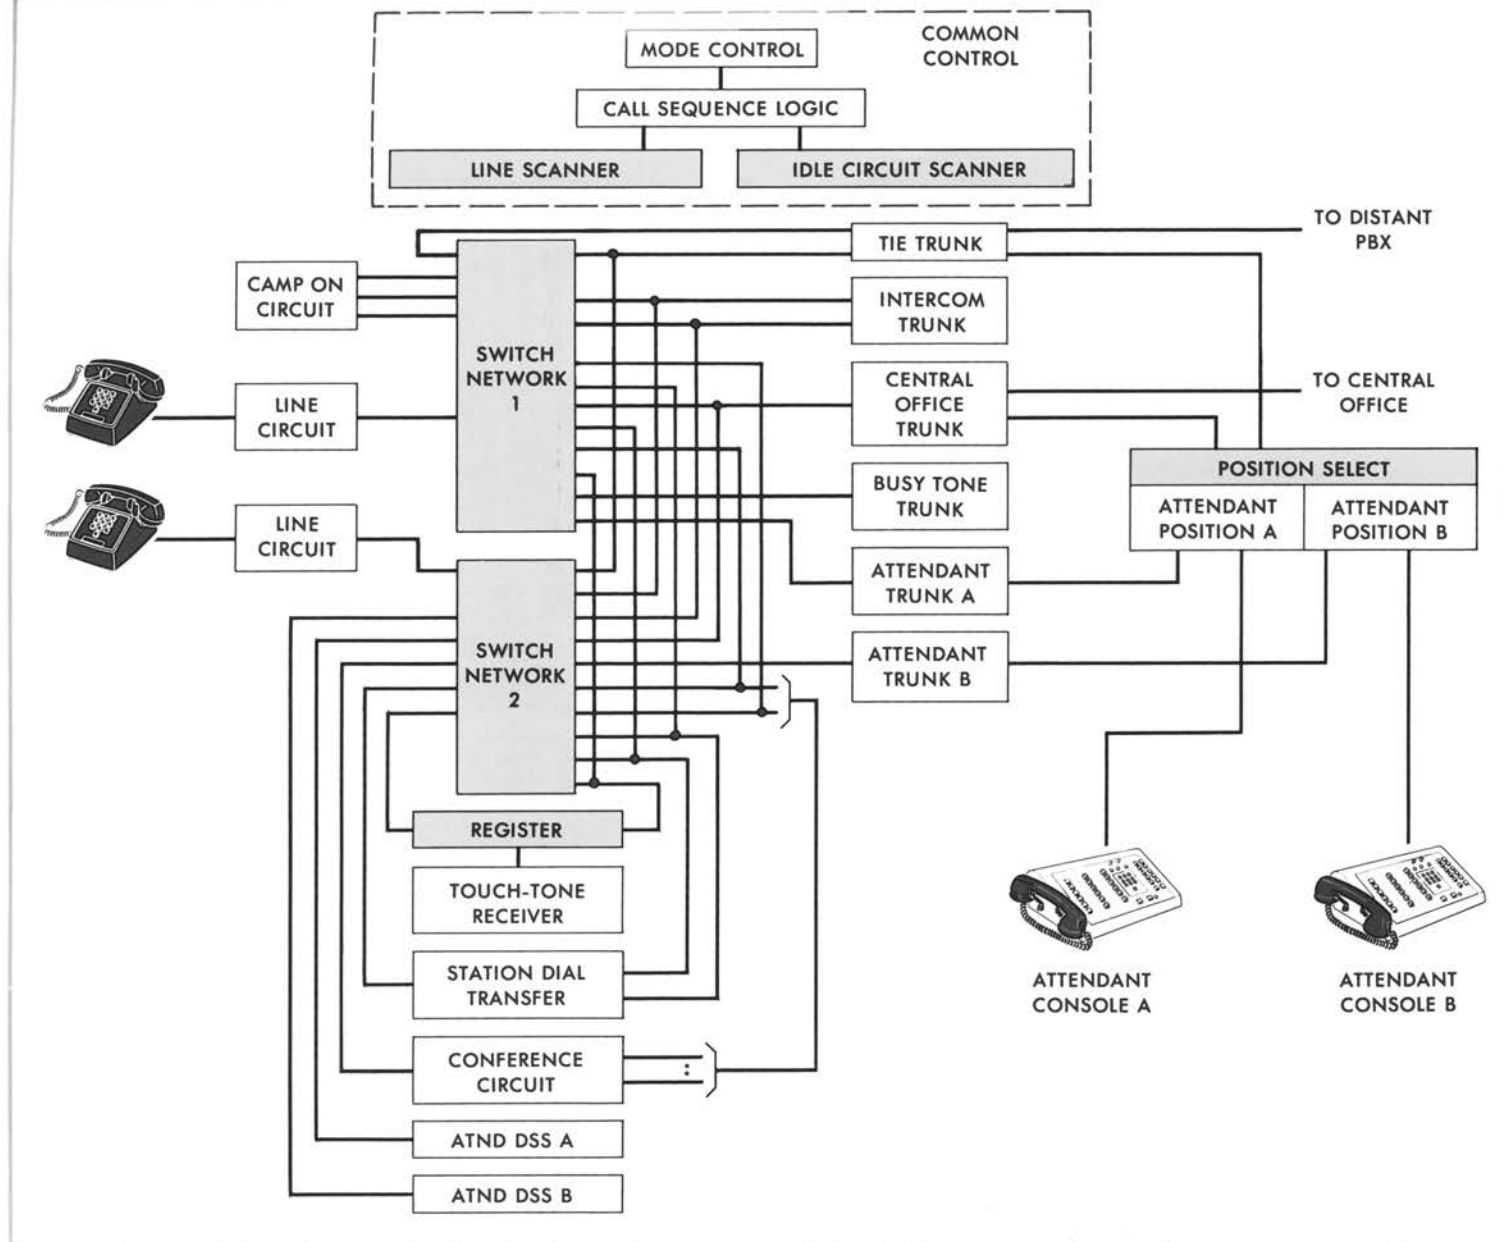 COMMON
CONTROL
MODE CONTROL
CALL SEQUENCE LOGIC
LINE SCANNER
IDLE CIRCUIT SCANNER
TO DISTANT
PBX
TIE TRUNK
CAMP ON
CIRCUIT
INTERCOM
TRUNK
SWITCH
NETWORK
1
CENTRAL
OFFICE
TRUNK
TO CENTRAL
OFFICE
LINE
CIRCUIT
POSITION SELECT
BUSY TONE
TRUNK
ATTENDANT
POSITION A
ATTENDANT
POSITION B
LINE
CIRCUIT
ATTENDANT
TRUNK A
SWITCH
NETWORK
2
ATTENDANT
TRUNK B
REGISTER
TOUCH-TONE
RECEIVER
STATION DIAL
TRANSFER
ATTENDANT
CONSOLE A
ATTENDANT
CONSOLE B
CONFERENCE
CIRCUIT
ATND DSS A
ATND DSS B